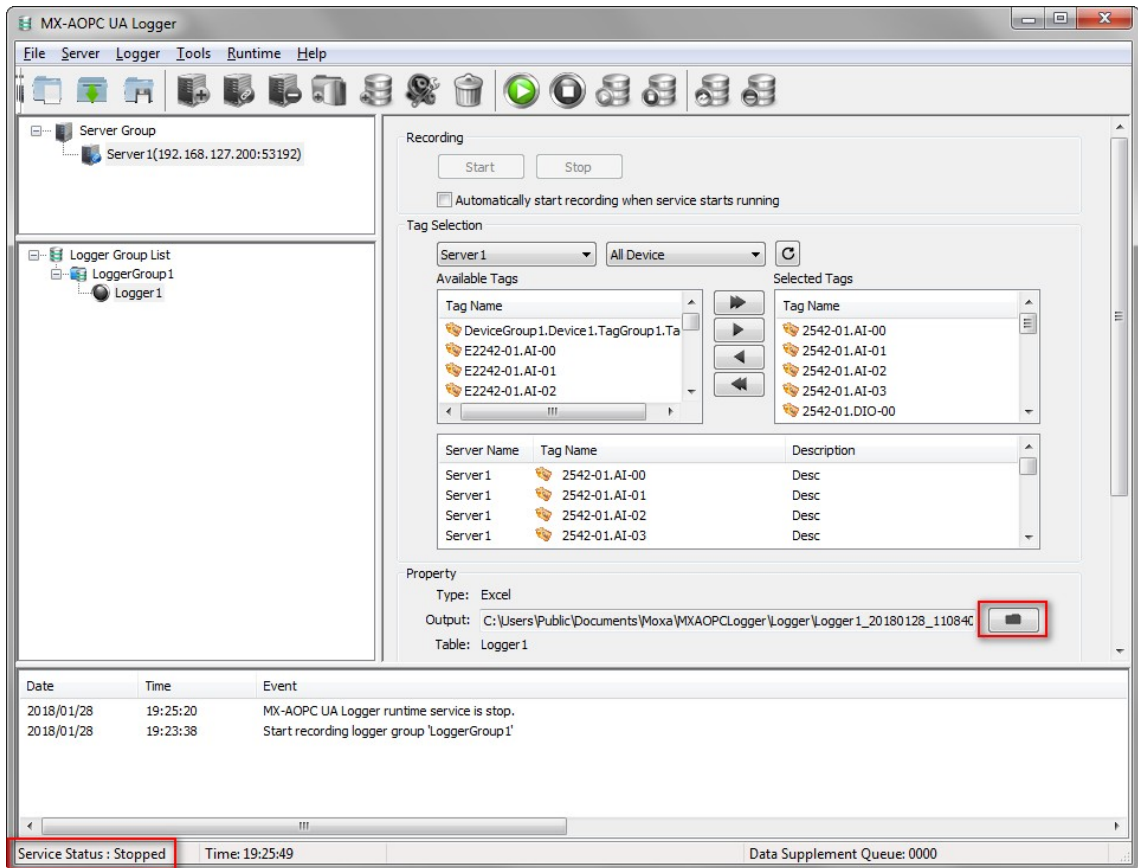 MX-AOPC UA Logger
File Server Logger Tools Runtime Help
Server Group
Server1(192.168.127.200:53192)
Logger Group List
LoggerGroup1
Logger1
Recording
Start Stop
Automatically start recording when service starts running
Tag Selection
Server1 All Device
Available Tags Selected Tags
Tag Name Tag Name
DeviceGroup1.Device1.TagGroup1.Ta 2542-01.AI-00
E2242-01.AI-00 2542-01.AI-01
E2242-01.AI-01 2542-01.AI-02
E2242-01.AI-02 2542-01.AI-03
2542-01.DIO-00
Server Name Tag Name Description
Server1 2542-01.AI-00 Desc
Server1 2542-01.AI-01 Desc
Server1 2542-01.AI-02 Desc
Server1 2542-01.AI-03 Desc
Property
Type: Excel
Output: C:\Users\Public\Documents\Moxa\MXAOPCLogger\Logger\Logger1_20180128_110840
Table: Logger1
Date Time Event
2018/01/28 19:25:20 MX-AOPC UA Logger runtime service is stop.
2018/01/28 19:23:38 Start recording logger group 'LoggerGroup1'
Service Status : Stopped Time: 19:25:49 Data Supplement Queue: 0000